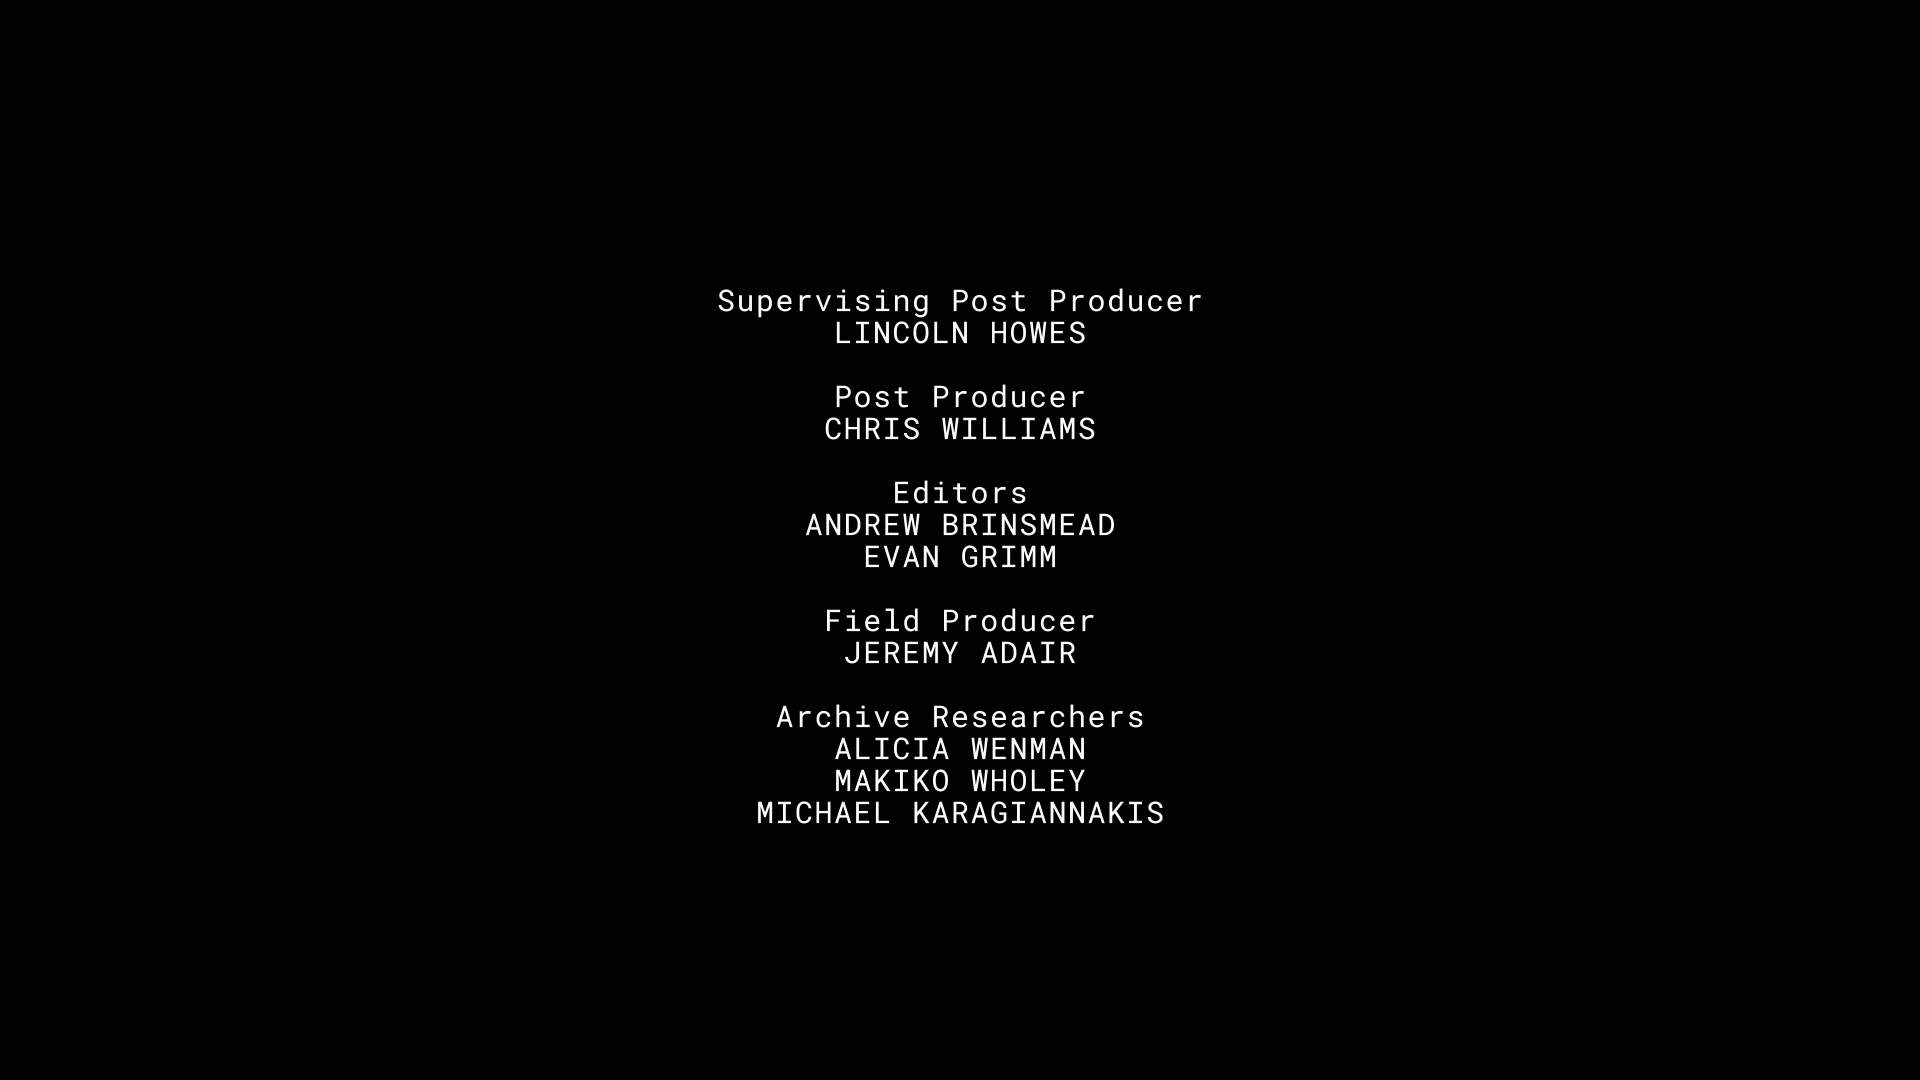 Supervising Post Producer
LINCOLN HOWES
Post Producer
CHRIS WILLIAMS
Editors
ANDREW BRINSMEAD
EVAN GRIMM
Field Producer
JEREMY ADAIR
Archive Researchers
ALICIA WENMAN
MAKIKO WHOLEY
MICHAEL KARAGIANNAKIS